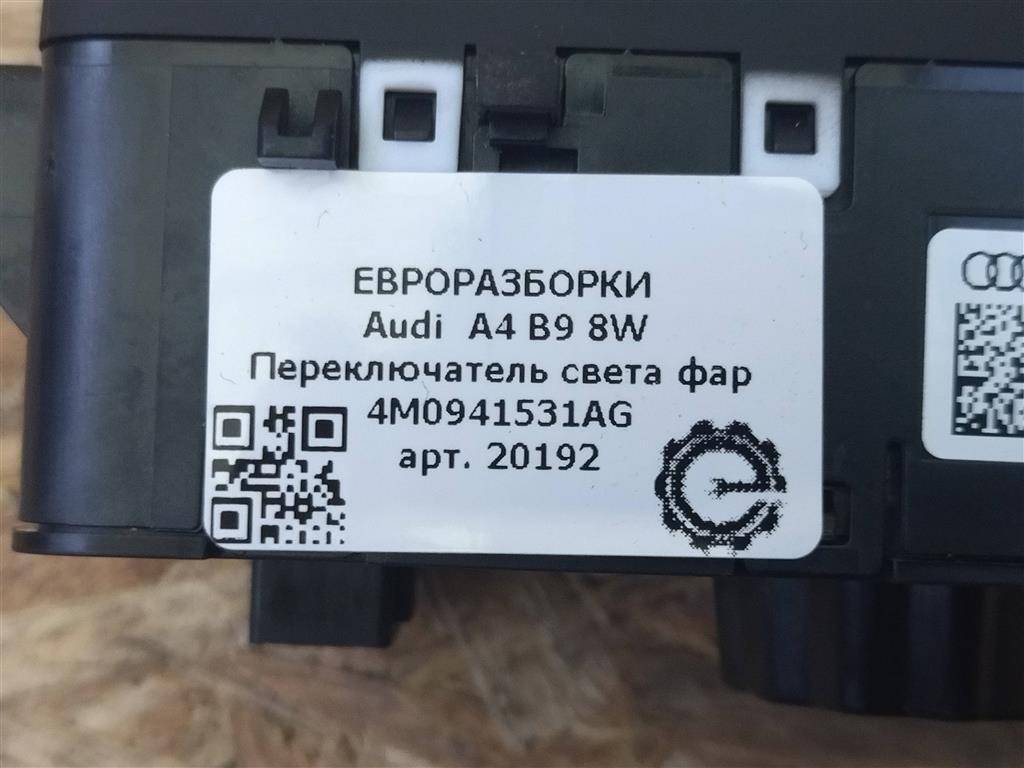 ЕВРОРАЗБОРКИ
Audi A4 B9 8W
Переключатель света фар
4M0941531AG
арт. 20192